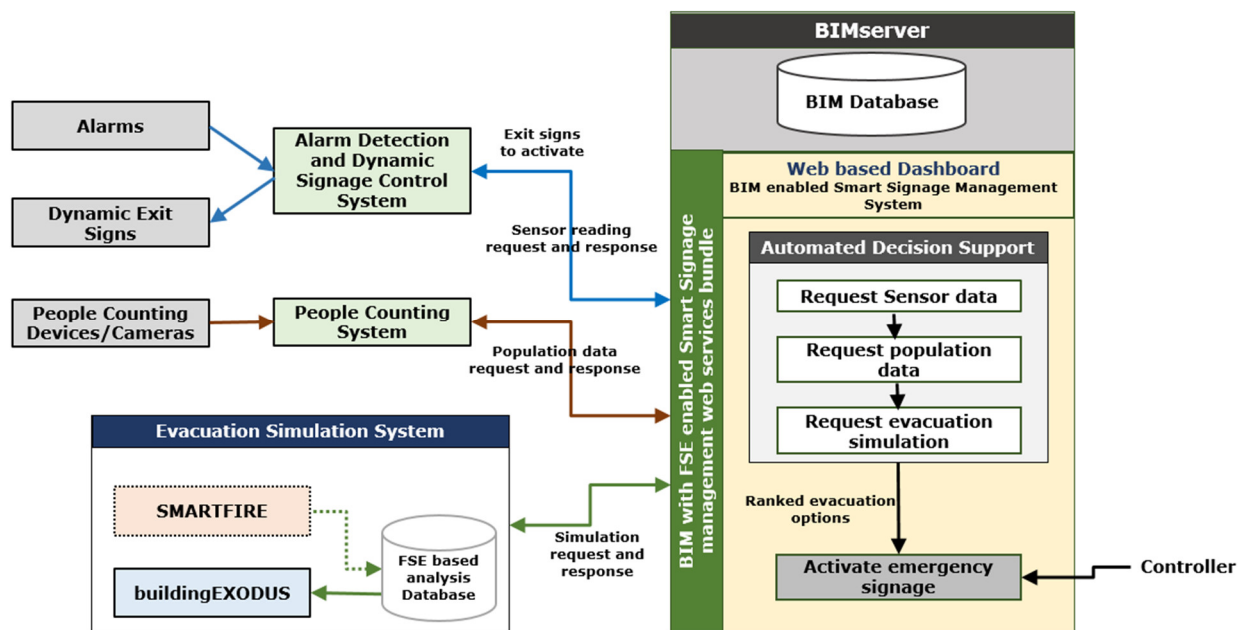 BIMserver
BIM Database
Alarms
Alarm Detection
and Dynamic
Signage Control
System
Exit signs
to activate
Dynamic Exit
Signs
Sensor reading
request and response
People Counting
Devices/Cameras
People Counting
System
Population data
request and response
Evacuation Simulation System
SMARTFIRE
buildingEXODUS
FSE based
analysis
Database
Simulation
request and
response
BIM with FSE enabled Smart Signage
management web services bundle
Web based Dashboard
BIM enabled Smart Signage Management
System
Automated Decision Support
Request Sensor data
Request population
data
Request evacuation
simulation
Ranked evacuation
options
Activate emergency
signage
Controller